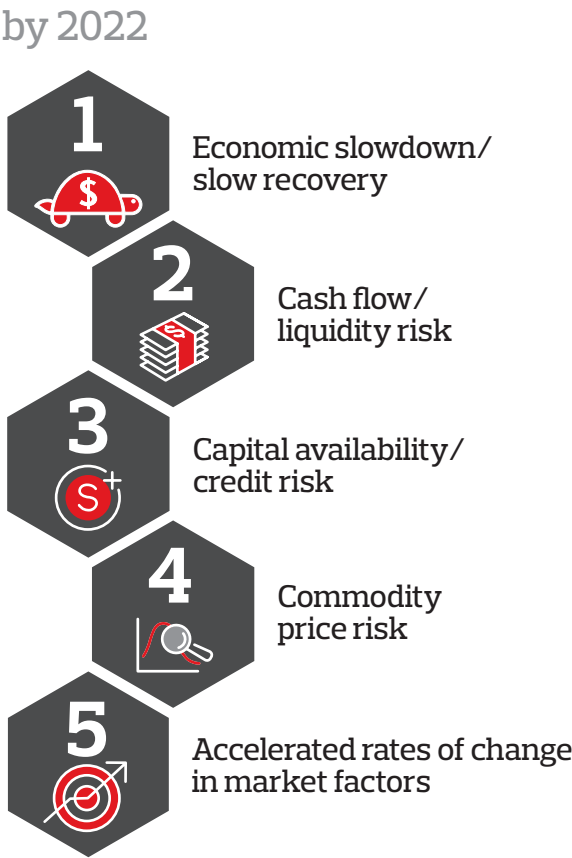 by 2022
1
$
Economic slowdown/
slow recovery
2
$
Cash flow/
liquidity risk
3
S
+
Capital availability/
credit risk
4
Commodity
price risk
5
Accelerated rates of change
in market factors